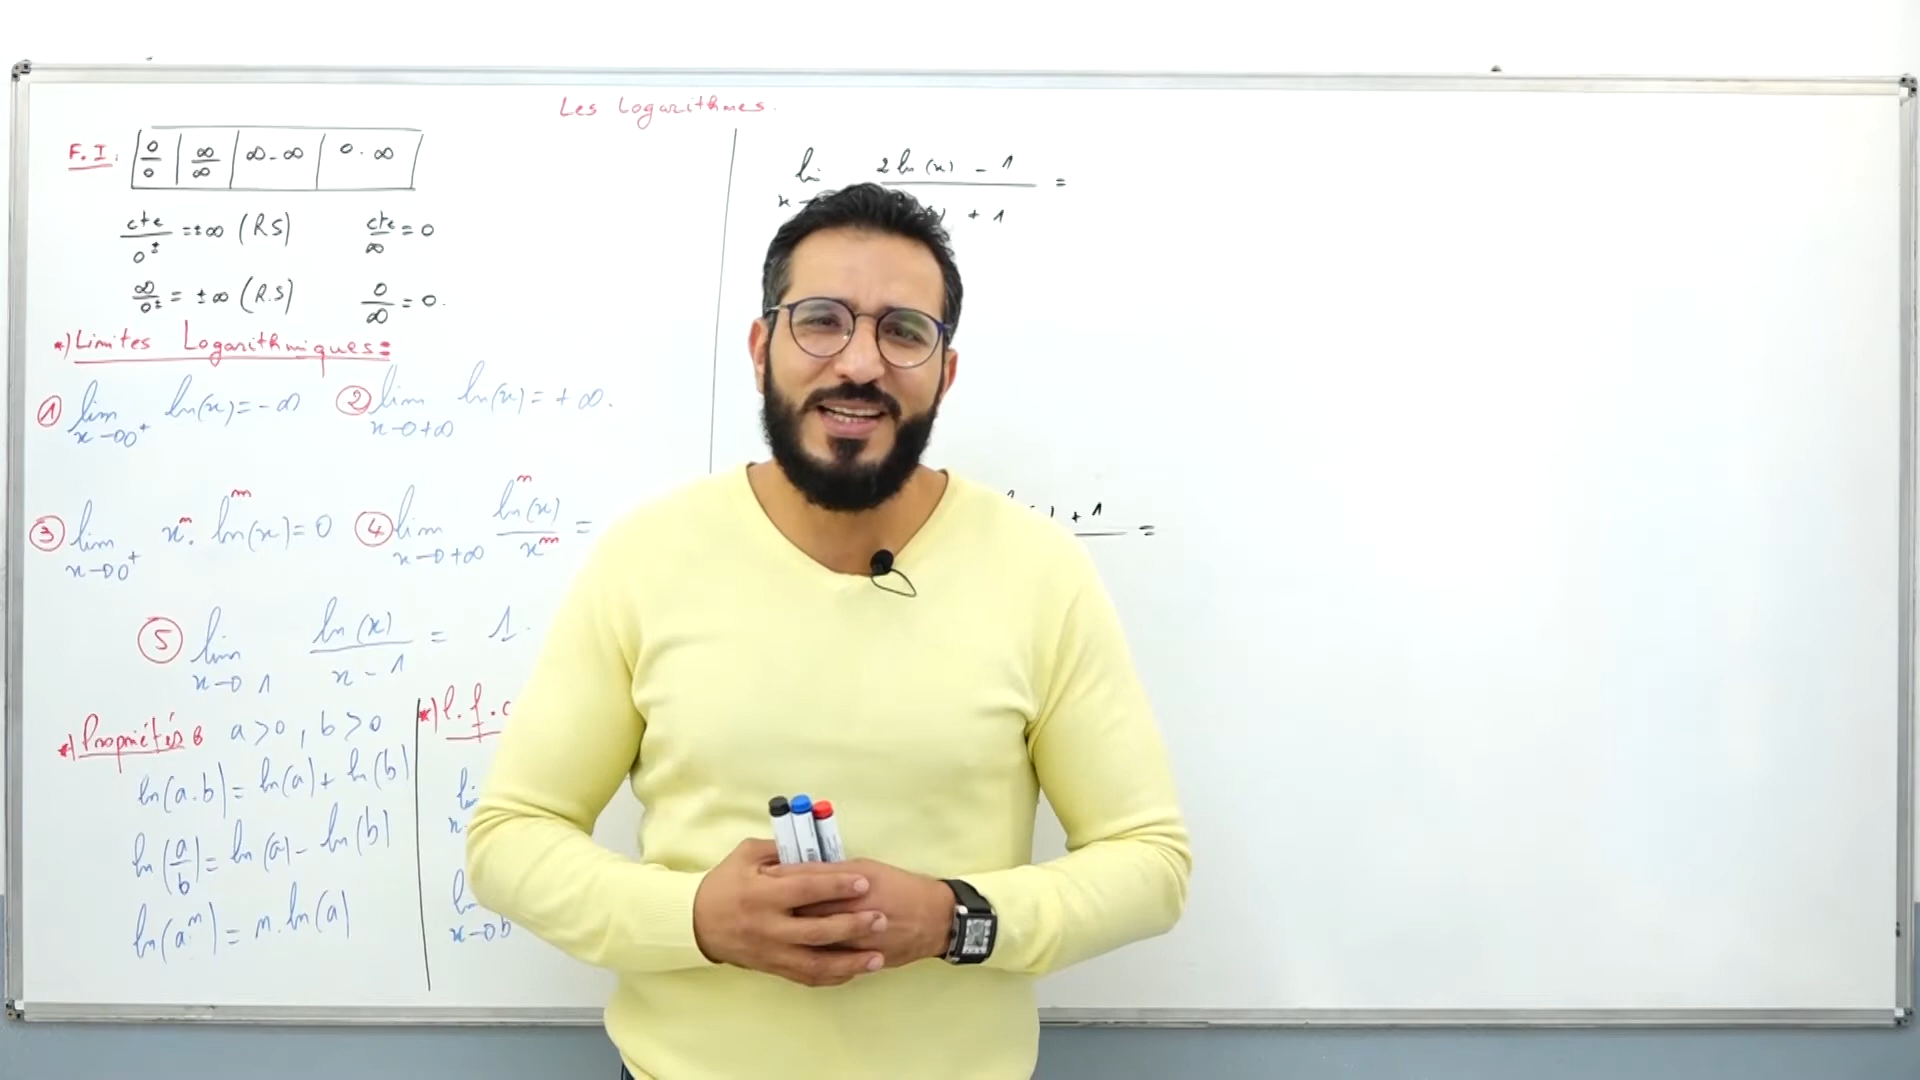 Les Logarithmes.
F.I. 0/0 | ∞/∞ | ∞-∞ | 0.∞
cte/0± = ±∞ (RS) cte/∞ = 0
∞/0± = ±∞ (R.S) 0/∞ = 0.
*) Limites Logarithmiques:
① lim x→0+ ln(x) = -∞ ② lim x→+∞ ln(x) = +∞.
③ lim x→0+ x^n . ln^m(x) = 0 ④ lim x→+∞ ln^n(x)/x^m =
⑤ lim x→1 ln(x)/(x-1) = 1.
*) Propriétés a>0, b>0
ln(a.b) = ln(a) + ln(b)
ln(a/b) = ln(a) - ln(b)
ln(a^n) = n.ln(a)
*) l.f.c
x→b
lim 2ln(x) - 1 =
+ 1
+ 1 =